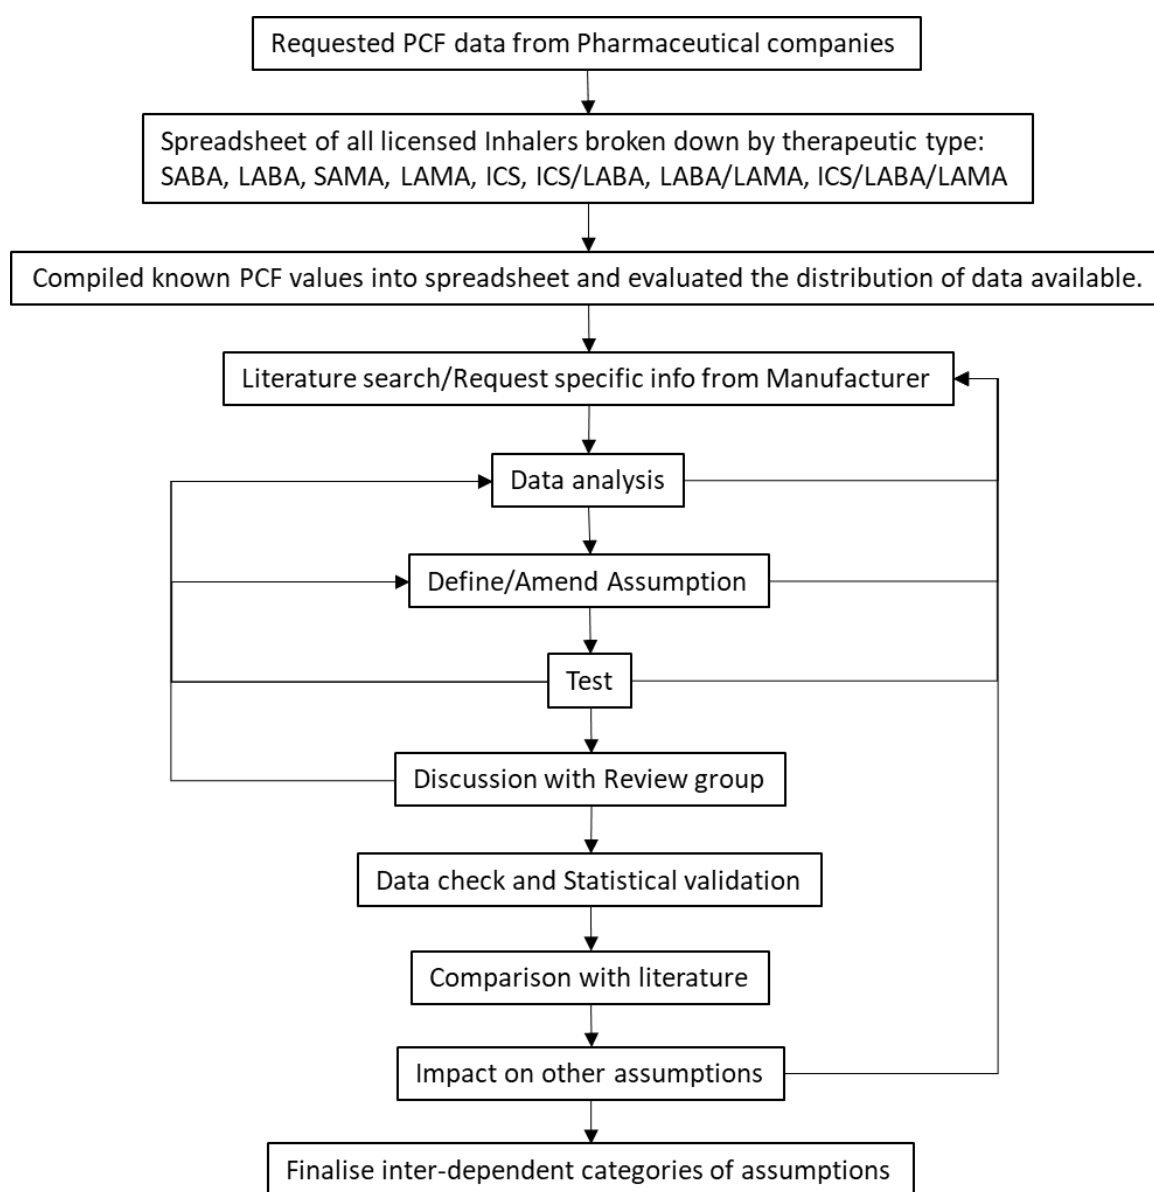 Requested PCF data from Pharmaceutical companies
Spreadsheet of all licensed Inhalers broken down by therapeutic type:
SABA, LABA, SAMA, LAMA, ICS, ICS/LABA, LABA/LAMA, ICS/LABA/LAMA
Compiled known PCF values into spreadsheet and evaluated the distribution of data available.
Literature search/Request specific info from Manufacturer
Data analysis
Define/Amend Assumption
Test
Discussion with Review group
Data check and Statistical validation
Comparison with literature
Impact on other assumptions
Finalise inter-dependent categories of assumptions